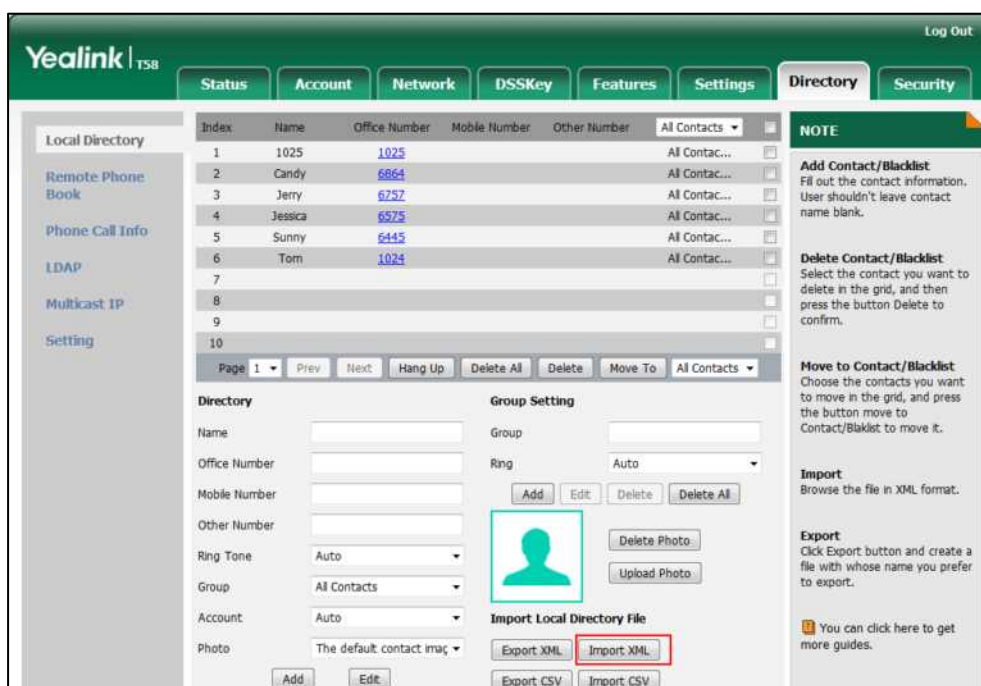 Log Out
Yealink | T58
Status Account Network DSSKey Features Settings Directory Security
Local Directory
Remote Phone
Book
Phone Call Info
LDAP
Multicast IP
Setting
Index Name Office Number Mobile Number Other Number All Contacts
1 1025 1025 All Contac...
2 Candy 6864 All Contac...
3 Jerry 6757 All Contac...
4 Jessica 6575 All Contac...
5 Sunny 6445 All Contac...
6 Tom 1024 All Contac...
7
8
9
10
Page 1 Prev Next Hang Up Delete All Delete Move To All Contacts
Directory
Name
Office Number
Mobile Number
Other Number
Ring Tone Auto
Group All Contacts
Account Auto
Photo The default contact imag
Add Edit
Group Setting
Group
Ring Auto
Add Edit Delete Delete All
Delete Photo
Upload Photo
Import Local Directory File
Export XML Import XML
Export CSV Import CSV
NOTE
Add Contact/Blacklist
Fill out the contact information.
User shouldn't leave contact
name blank.
Delete Contact/Blacklist
Select the contact you want to
delete in the grid, and then
press the button Delete to
confirm.
Move to Contact/Blacklist
Choose the contacts you want
to move in the grid, and press
the button move to
Contact/Blaklist to move it.
Import
Browse the file in XML format.
Export
Click Export button and create a
file with whose name you prefer
to export.
You can click here to get
more guides.